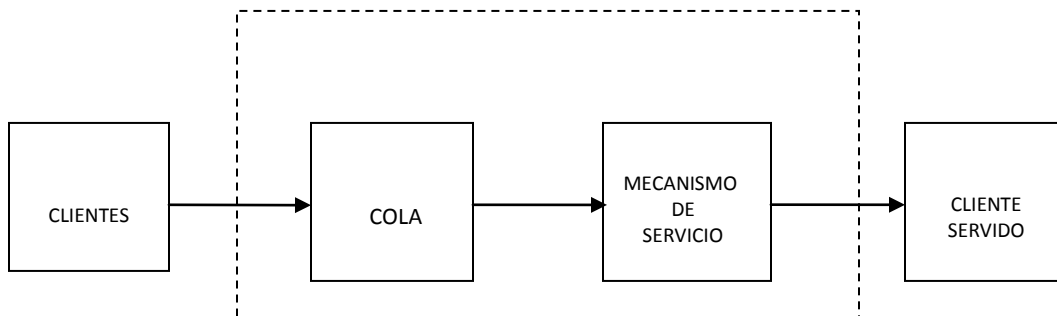 CLIENTES
COLA
MECANISMO
DE
SERVICIO
CLIENTE
SERVIDO